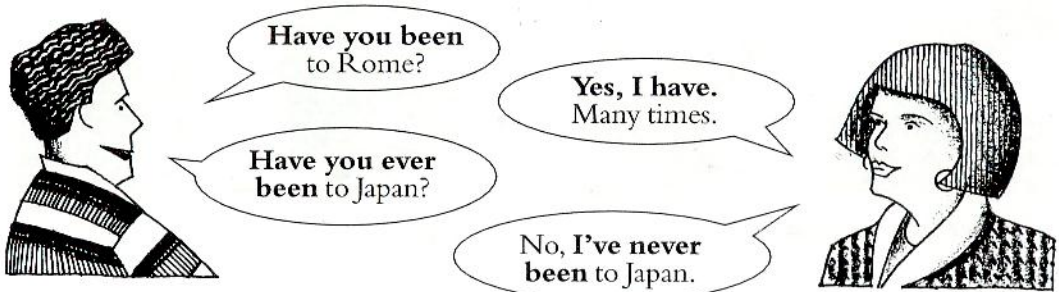 Have you been
to Rome?
Yes, I have.
Many times.
Have you ever
been to Japan?
No, I've never
been to Japan.